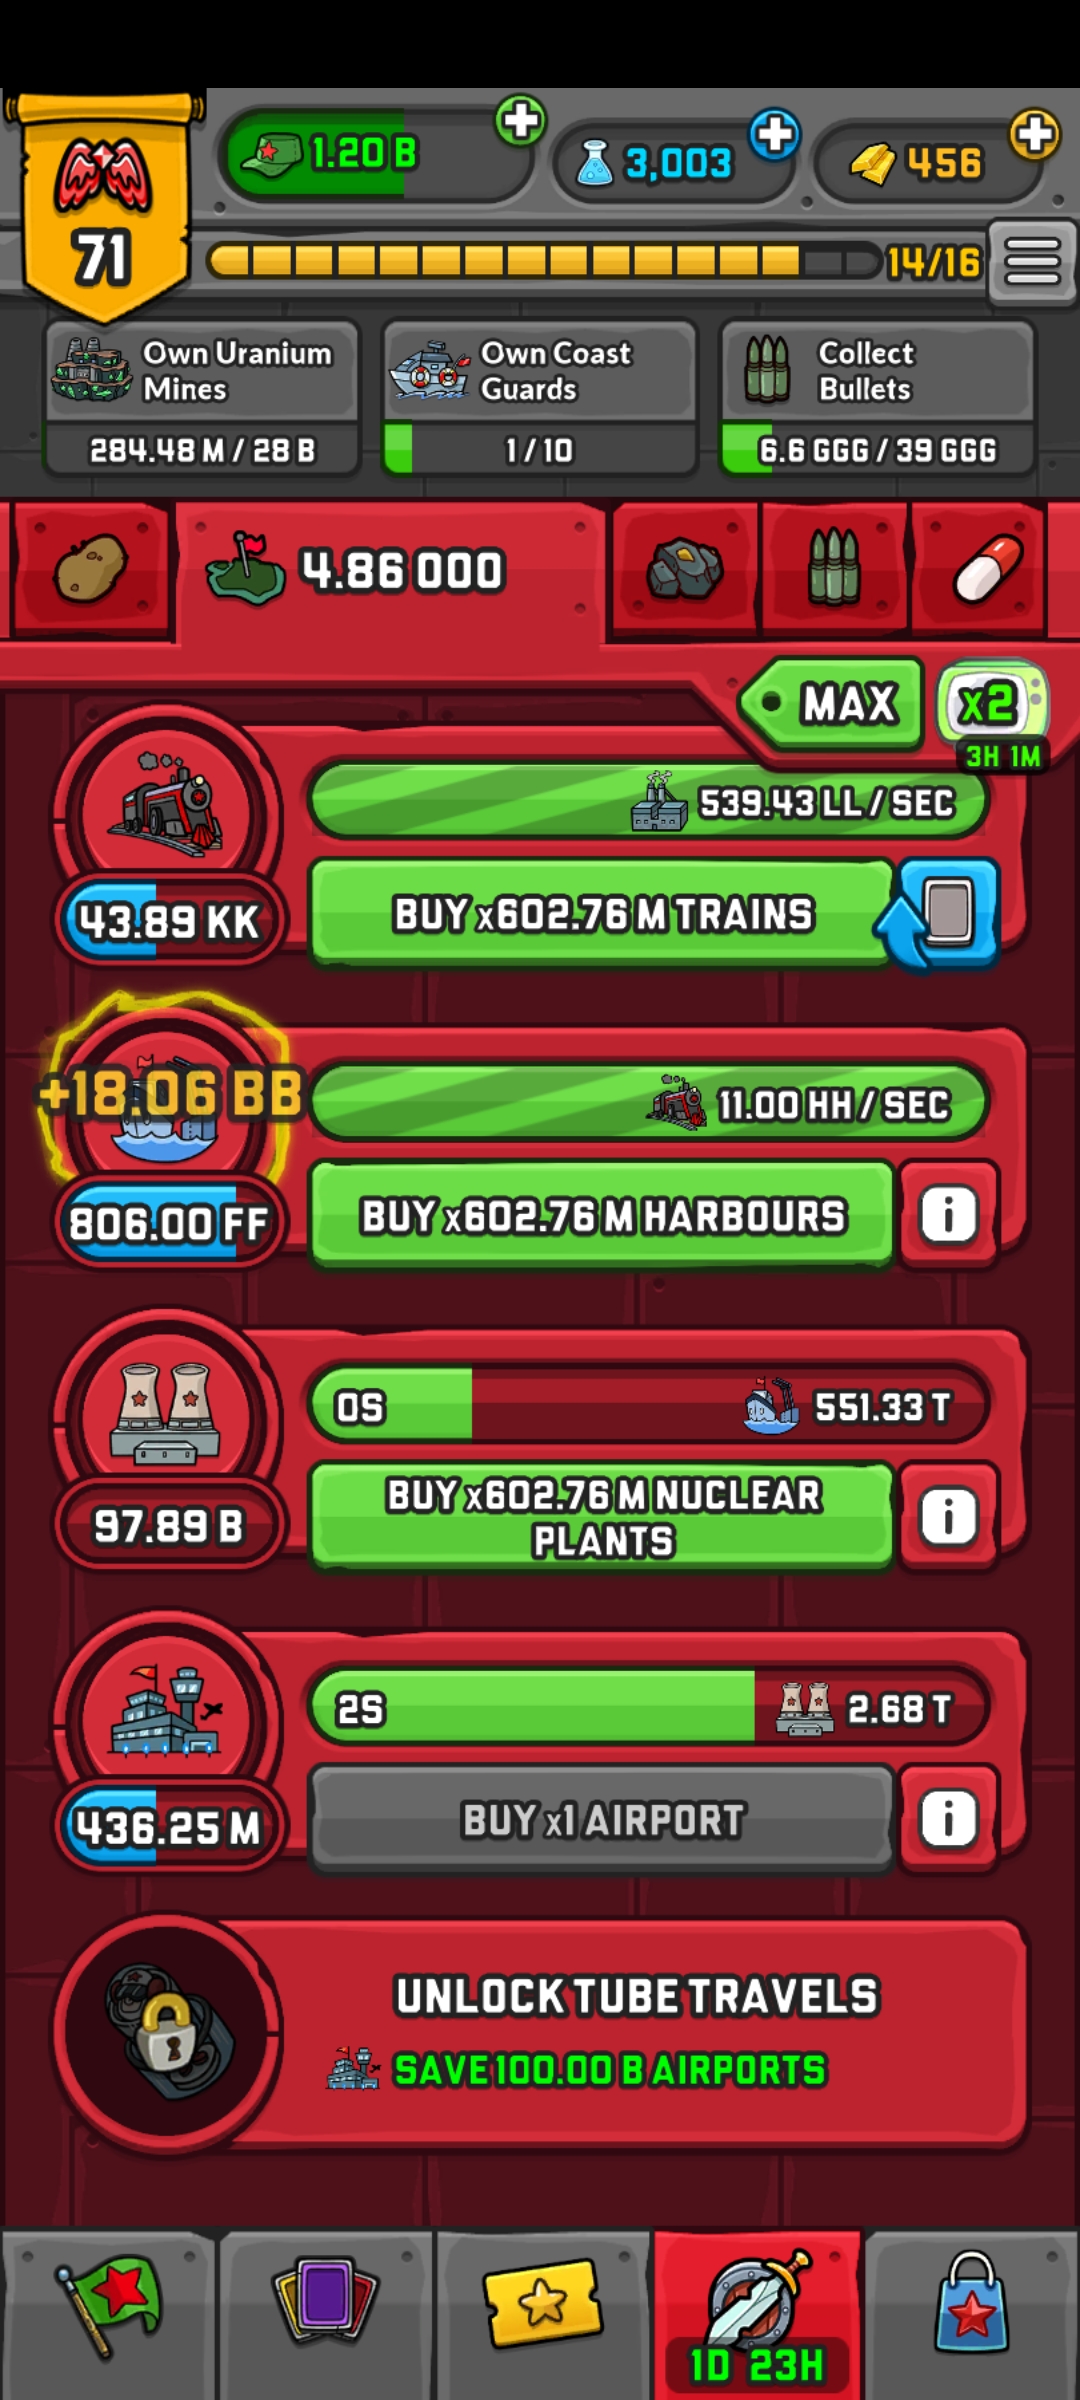 1.20 B
3,003
456
71
14/16
Own Uranium
Mines
284.48 M / 28 B
Own Coast
Guards
1 / 10
Collect
Bullets
6.6 GGG / 39 GGG
4.86 OOO
MAX
x2
3H 1M
539.43 LL / SEC
43.89 KK
BUY x602.76 M TRAINS
+18.06 BB
11.00 HH / SEC
806.00 FF
BUY x602.76 M HARBOURS
0S
551.33 T
97.89 B
BUY x602.76 M NUCLEAR
PLANTS
2S
2.68 T
436.25 M
BUY x1 AIRPORT
UNLOCK TUBE TRAVELS
SAVE 100.00 B AIRPORTS
1D 23H